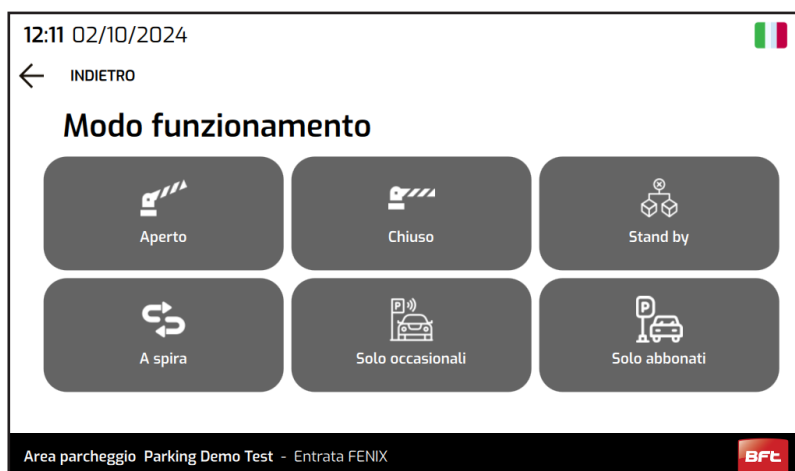 12:11 02/10/2024
INDIETRO
Modo funzionamento
Aperto
Chiuso
Stand by
A spira
P
Solo occasionali
P
Solo abbonati
Area parcheggio Parking Demo Test - Entrata FENIX
BFt